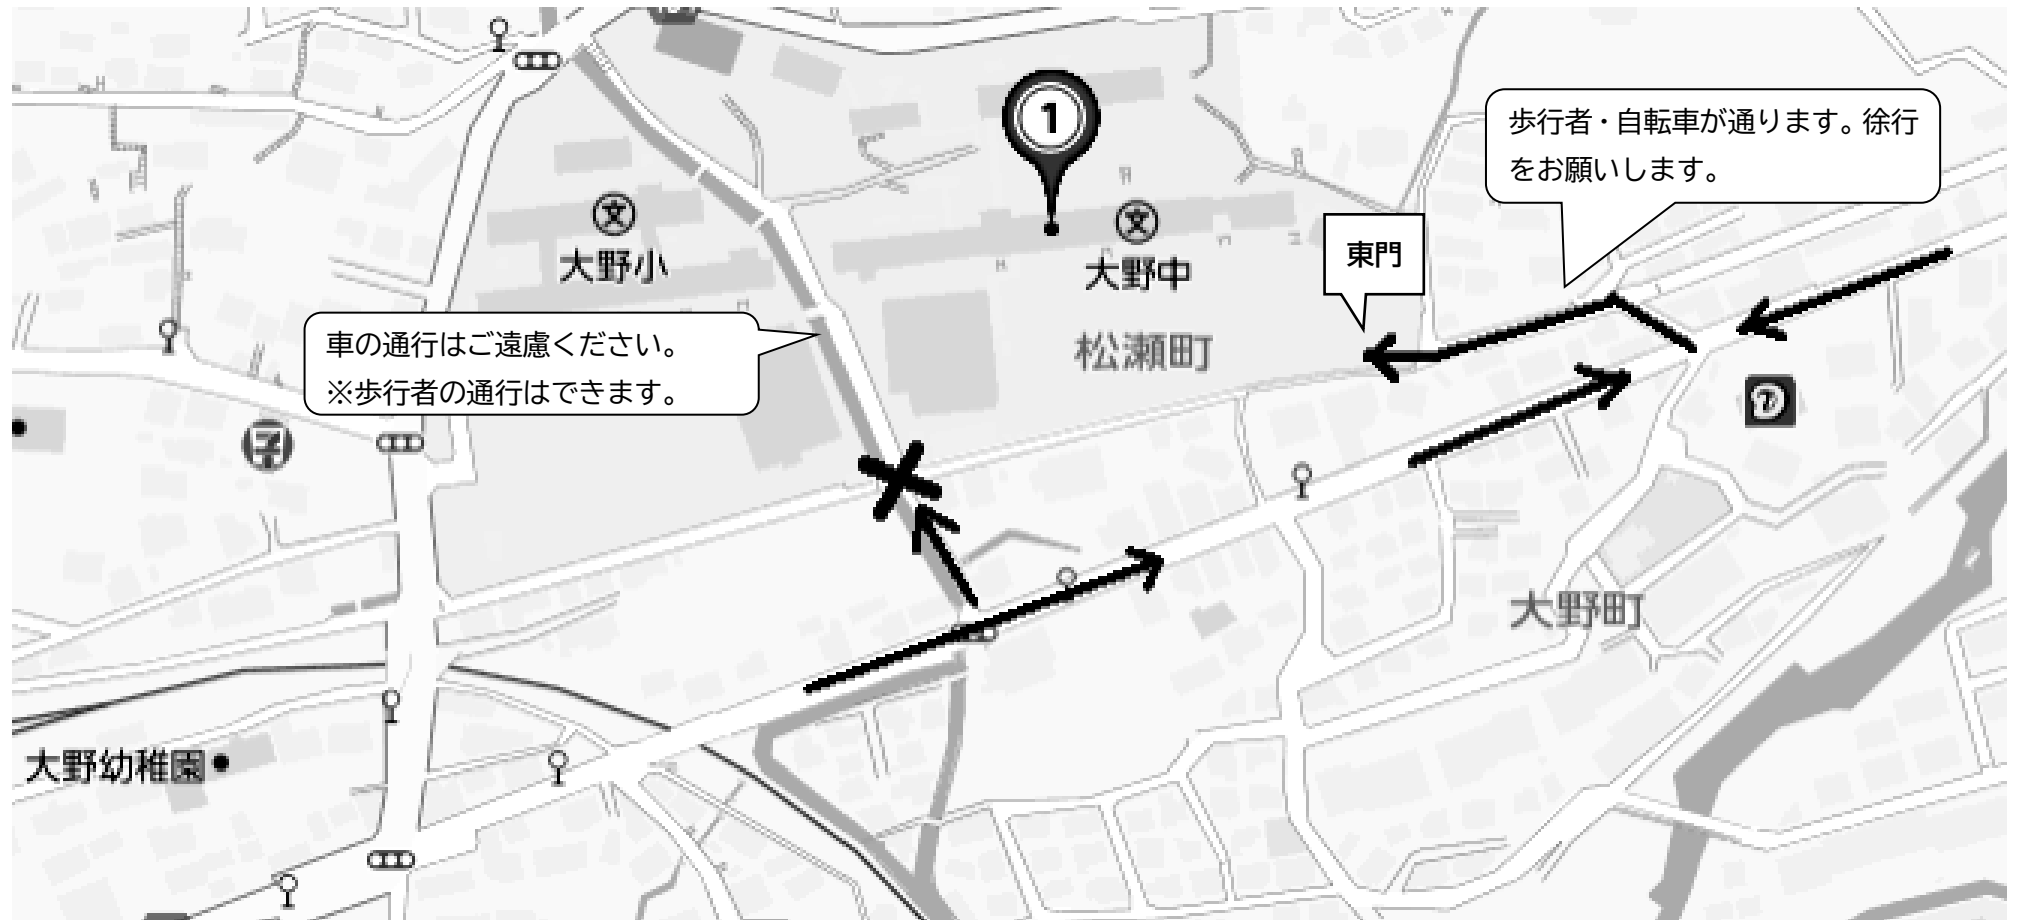 1
歩行者・自転車が通ります。徐行
をお願いします。
大野小
東門
大野中
車の通行はご遠慮ください。
※歩行者の通行はできます。
松瀬町
大野町
大野幼稚園